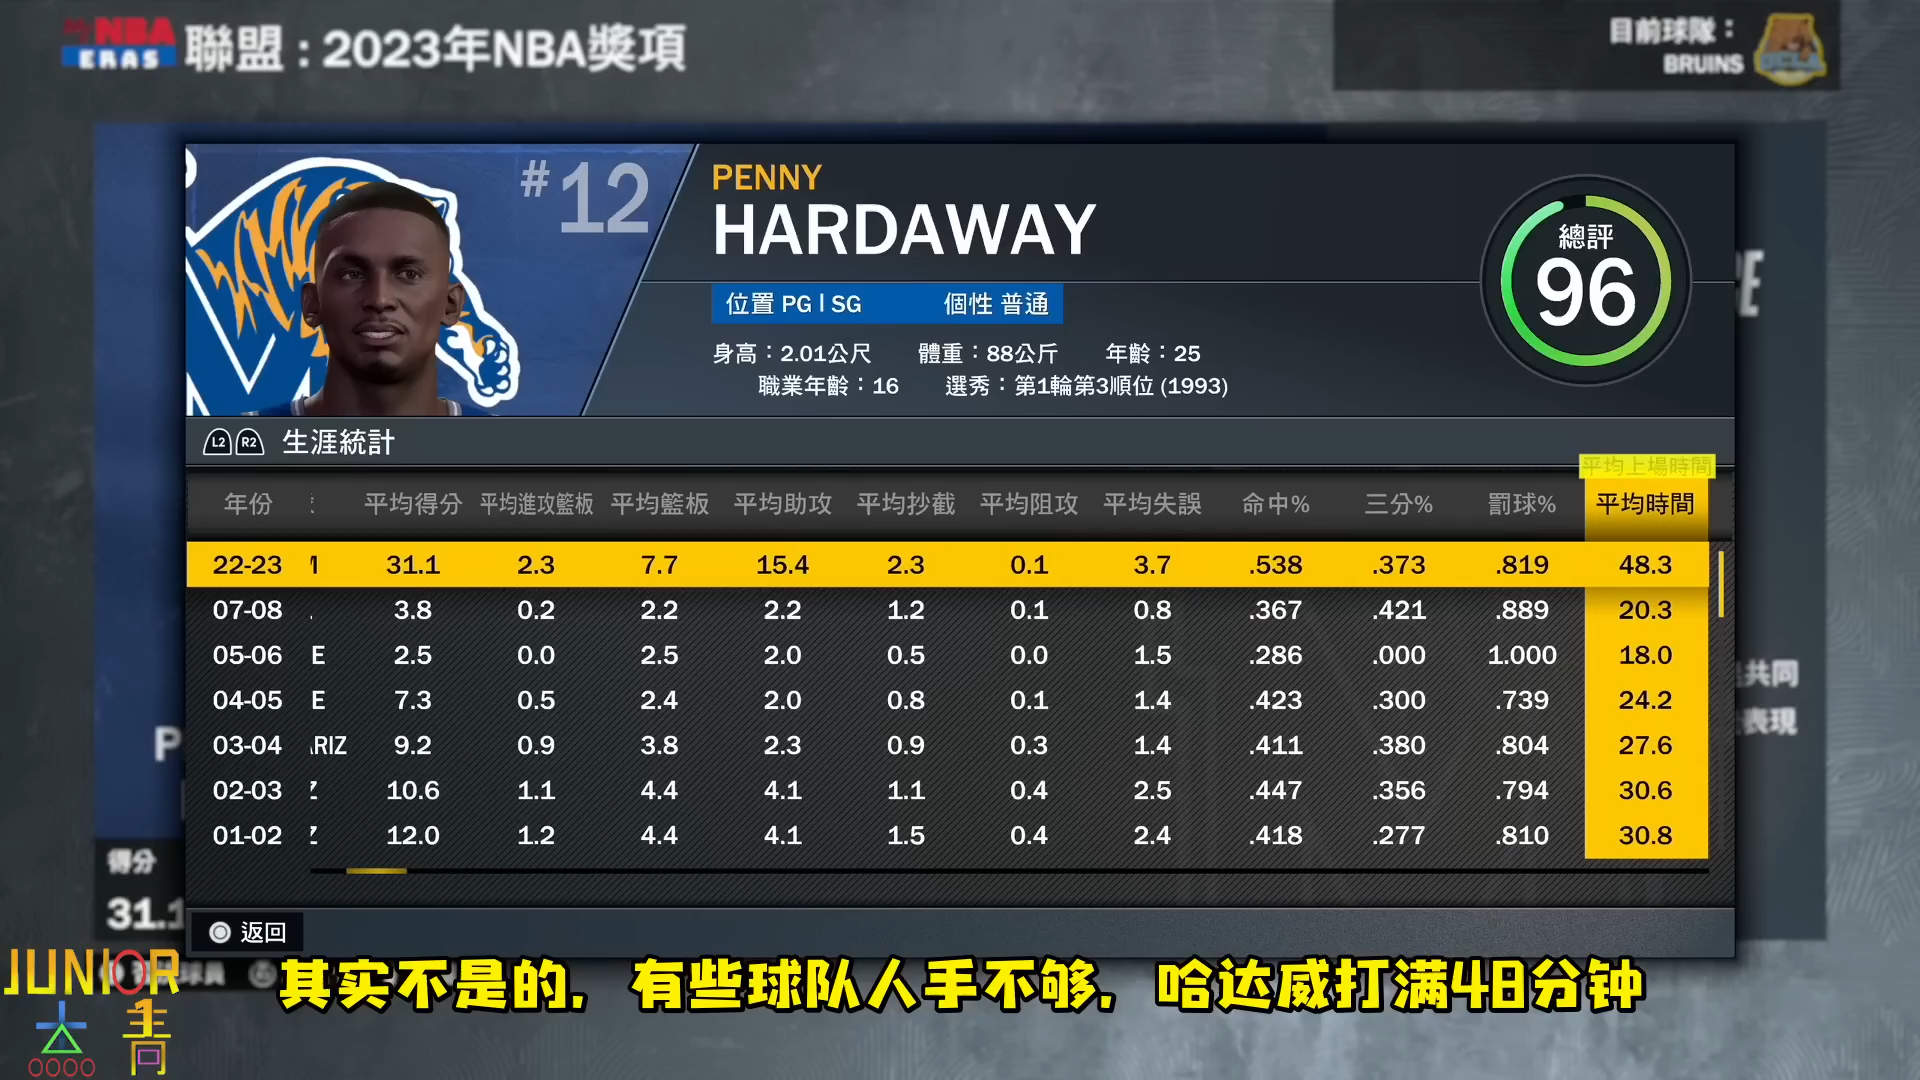 NBA
ERAS
聯盟 : 2023年NBA獎項
目前球隊：
BRUINS
#12
PENNY
HARDAWAY
位置 PG | SG 個性 普通
身高：2.01公尺 體重：88公斤 年齡：25
職業年齡：16 選秀：第1輪第3順位 (1993)
總評
96
L2 R2 生涯統計
平均上場時間
年份 平均得分 平均進攻籃板 平均籃板 平均助攻 平均抄截 平均阻攻 平均失誤 命中% 三分% 罰球% 平均時間
22-23 31.1 2.3 7.7 15.4 2.3 0.1 3.7 .538 .373 .819 48.3
07-08 3.8 0.2 2.2 2.2 1.2 0.1 0.8 .367 .421 .889 20.3
05-06 E 2.5 0.0 2.5 2.0 0.5 0.0 1.5 .286 .000 1.000 18.0
04-05 E 7.3 0.5 2.4 2.0 0.8 0.1 1.4 .423 .300 .739 24.2
03-04 RIZ 9.2 0.9 3.8 2.3 0.9 0.3 1.4 .411 .380 .804 27.6
02-03 Z 10.6 1.1 4.4 4.1 1.1 0.4 2.5 .447 .356 .794 30.6
01-02 Z 12.0 1.2 4.4 4.1 1.5 0.4 2.4 .418 .277 .810 30.8
共同
表現
P
得分
31.1
返回
JUNIOR
球員
其实不是的，有些球队人手不够，哈达威打满48分钟